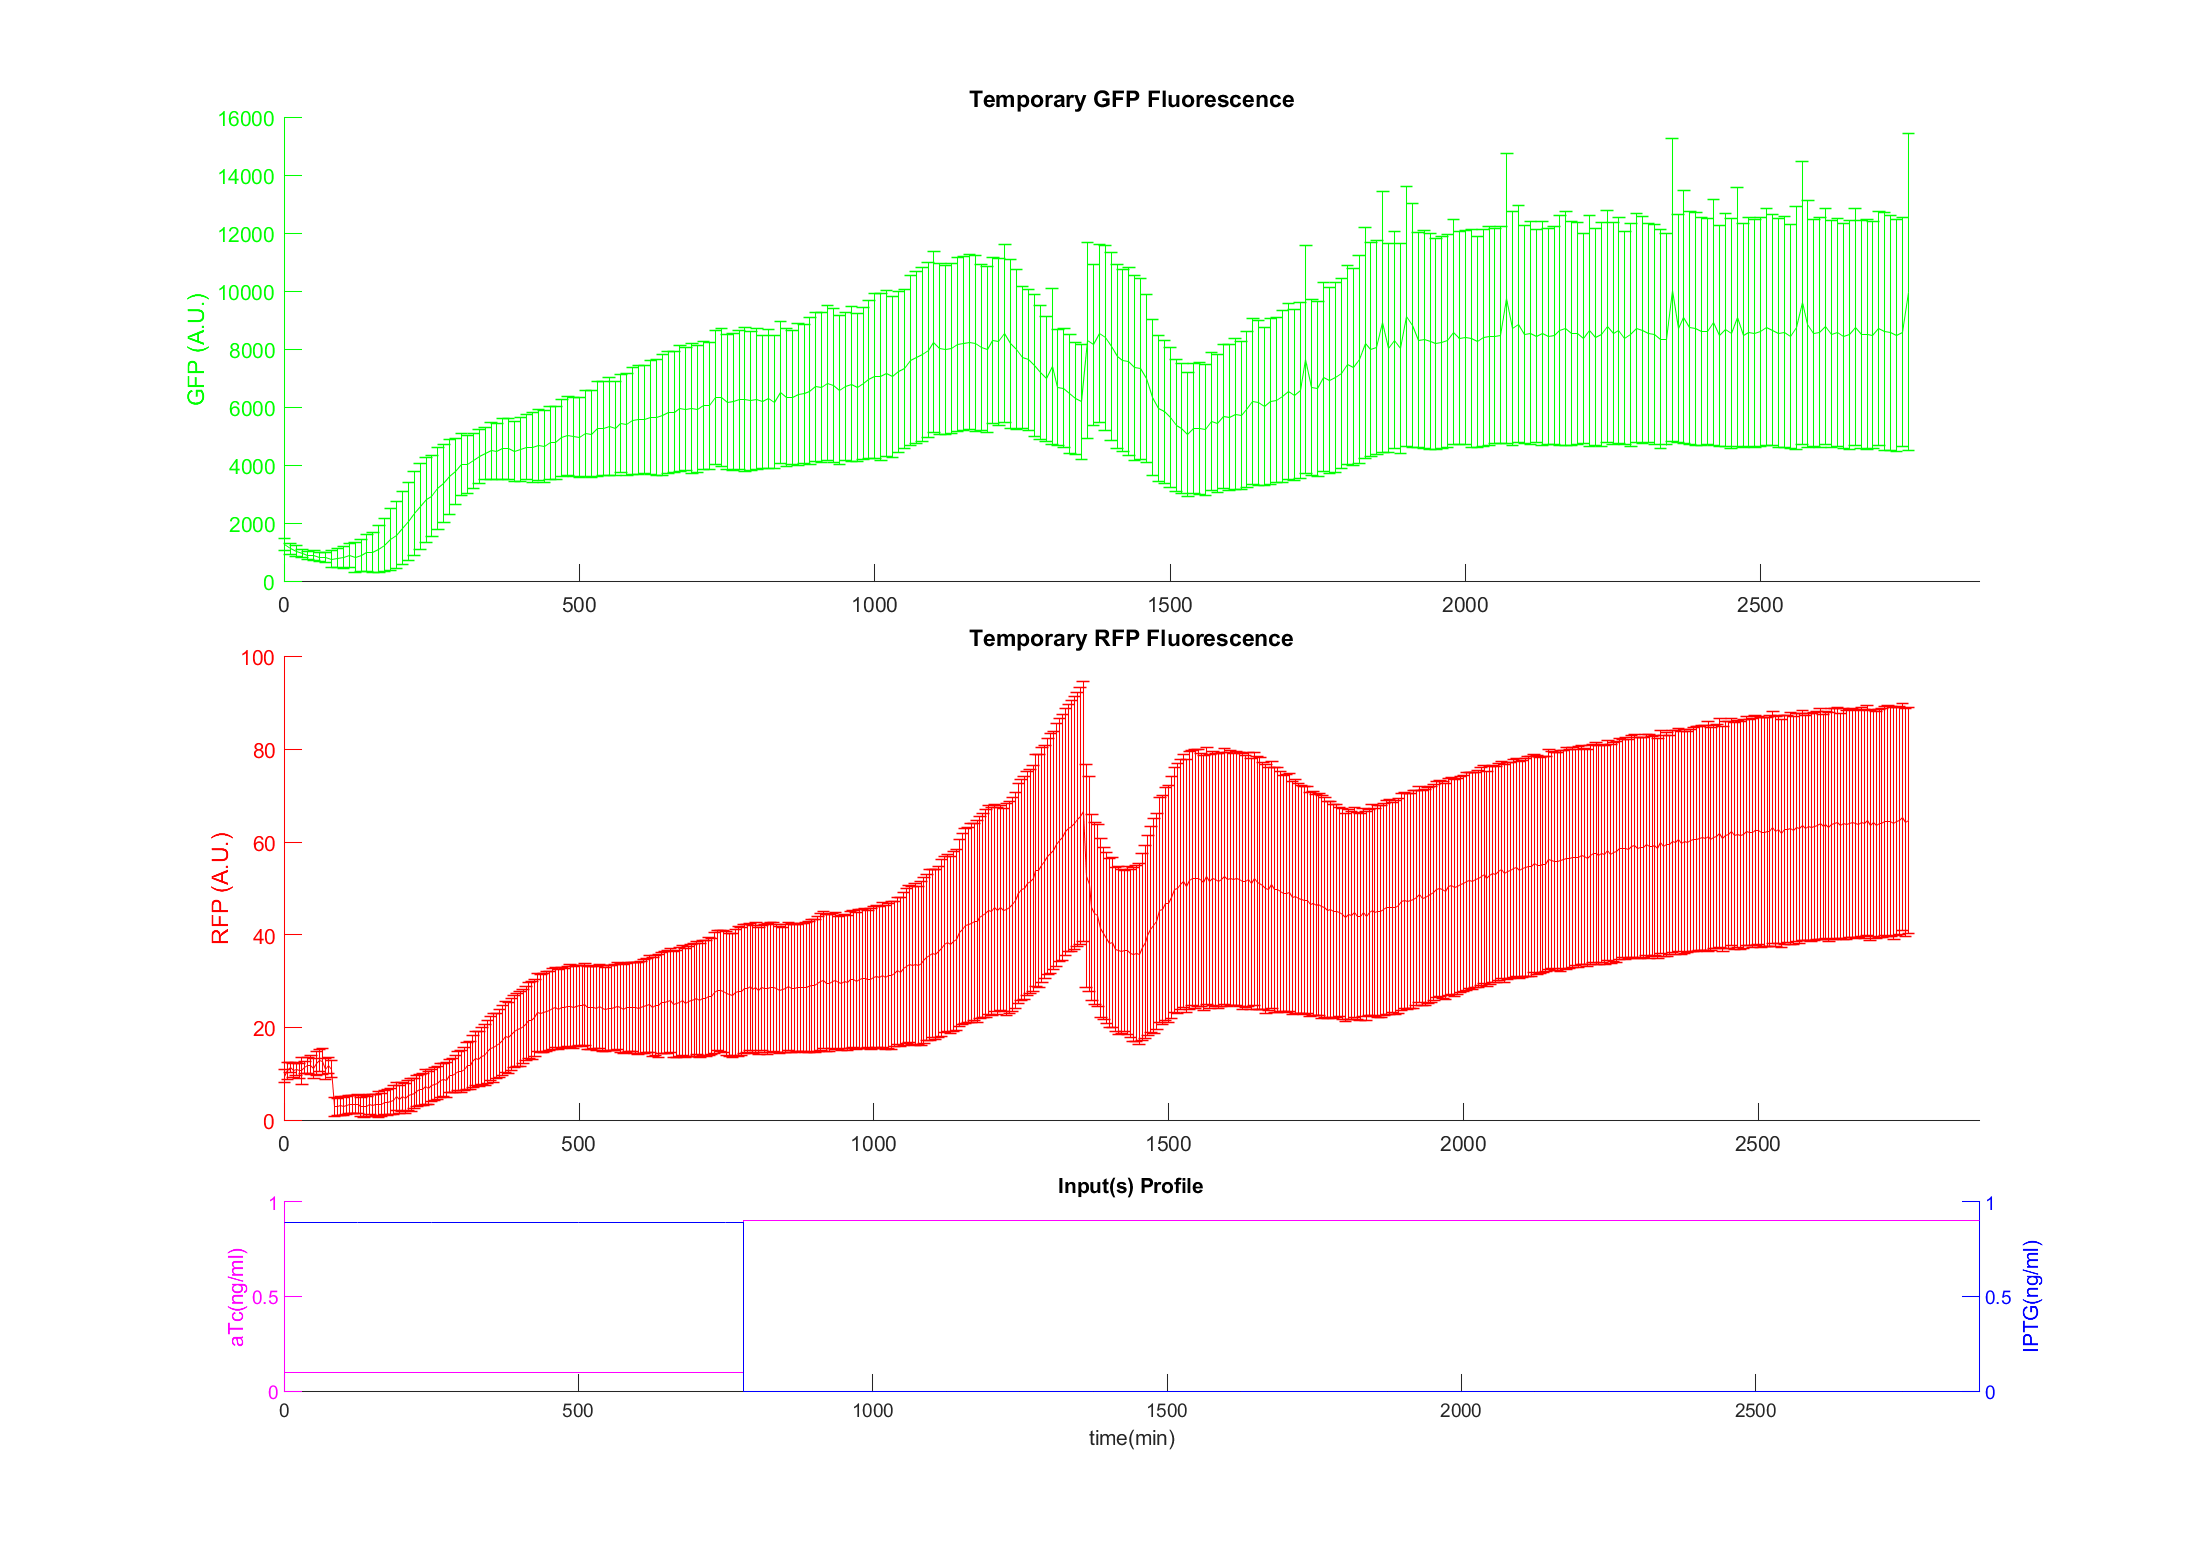 Temporary GFP Fluorescence
16000
14000
12000
10000
8000
6000
4000
2000
0
GFP (A.U.)
0 500 1000 1500 2000 2500
Temporary RFP Fluorescence
100
80
60
40
20
0
RFP (A.U.)
0 500 1000 1500 2000 2500
Input(s) Profile
1
0.5
0
aTc(ng/ml)
1
0.5
0
IPTG(ng/ml)
0 500 1000 1500 2000 2500
time(min)